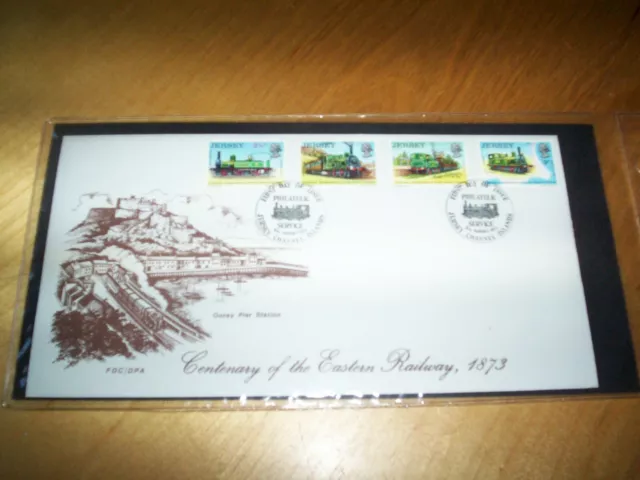 JERSEY
JERSEY
JERSEY
JERSEY
FIRST DAY OF ISSUE
PHILATELIC
SERVICE
JERSEY, CHANNEL ISLANDS
FIRST DAY OF ISSUE
PHILATELIC
SERVICE
JERSEY, CHANNEL ISLANDS
Gorey Pier Station
FDC/DPA
Centenary of the Eastern Railway, 1873